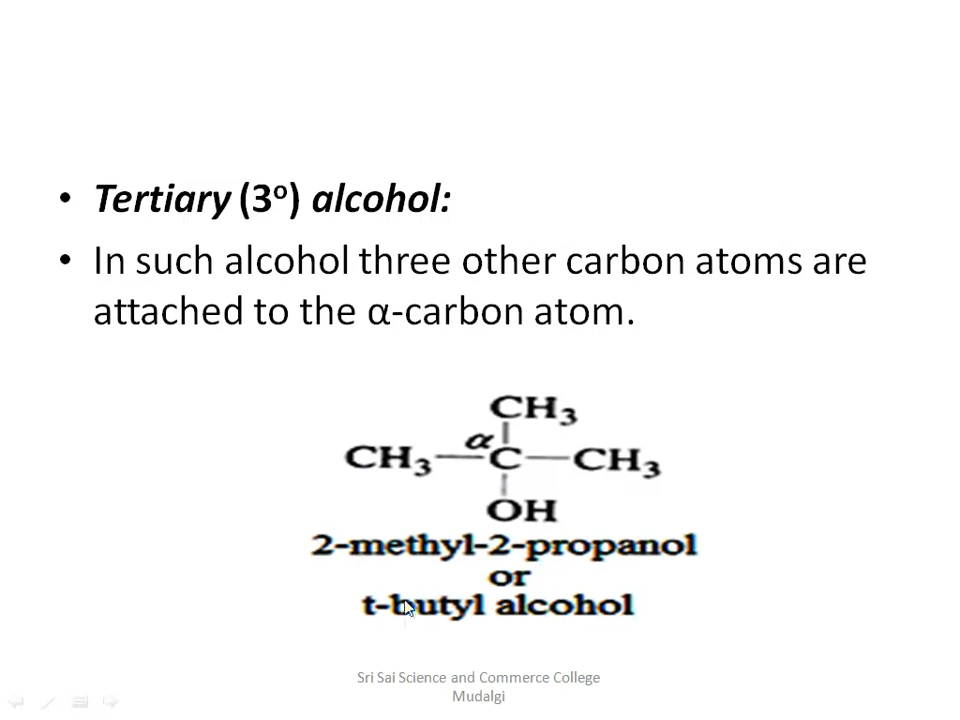 • Tertiary (3º) alcohol:
• In such alcohol three other carbon atoms are
attached to the α-carbon atom.
CH₃
α
CH₃—C—CH₃
OH
2-methyl-2-propanol
or
t-butyl alcohol
Sri Sai Science and Commerce College
Mudalgi